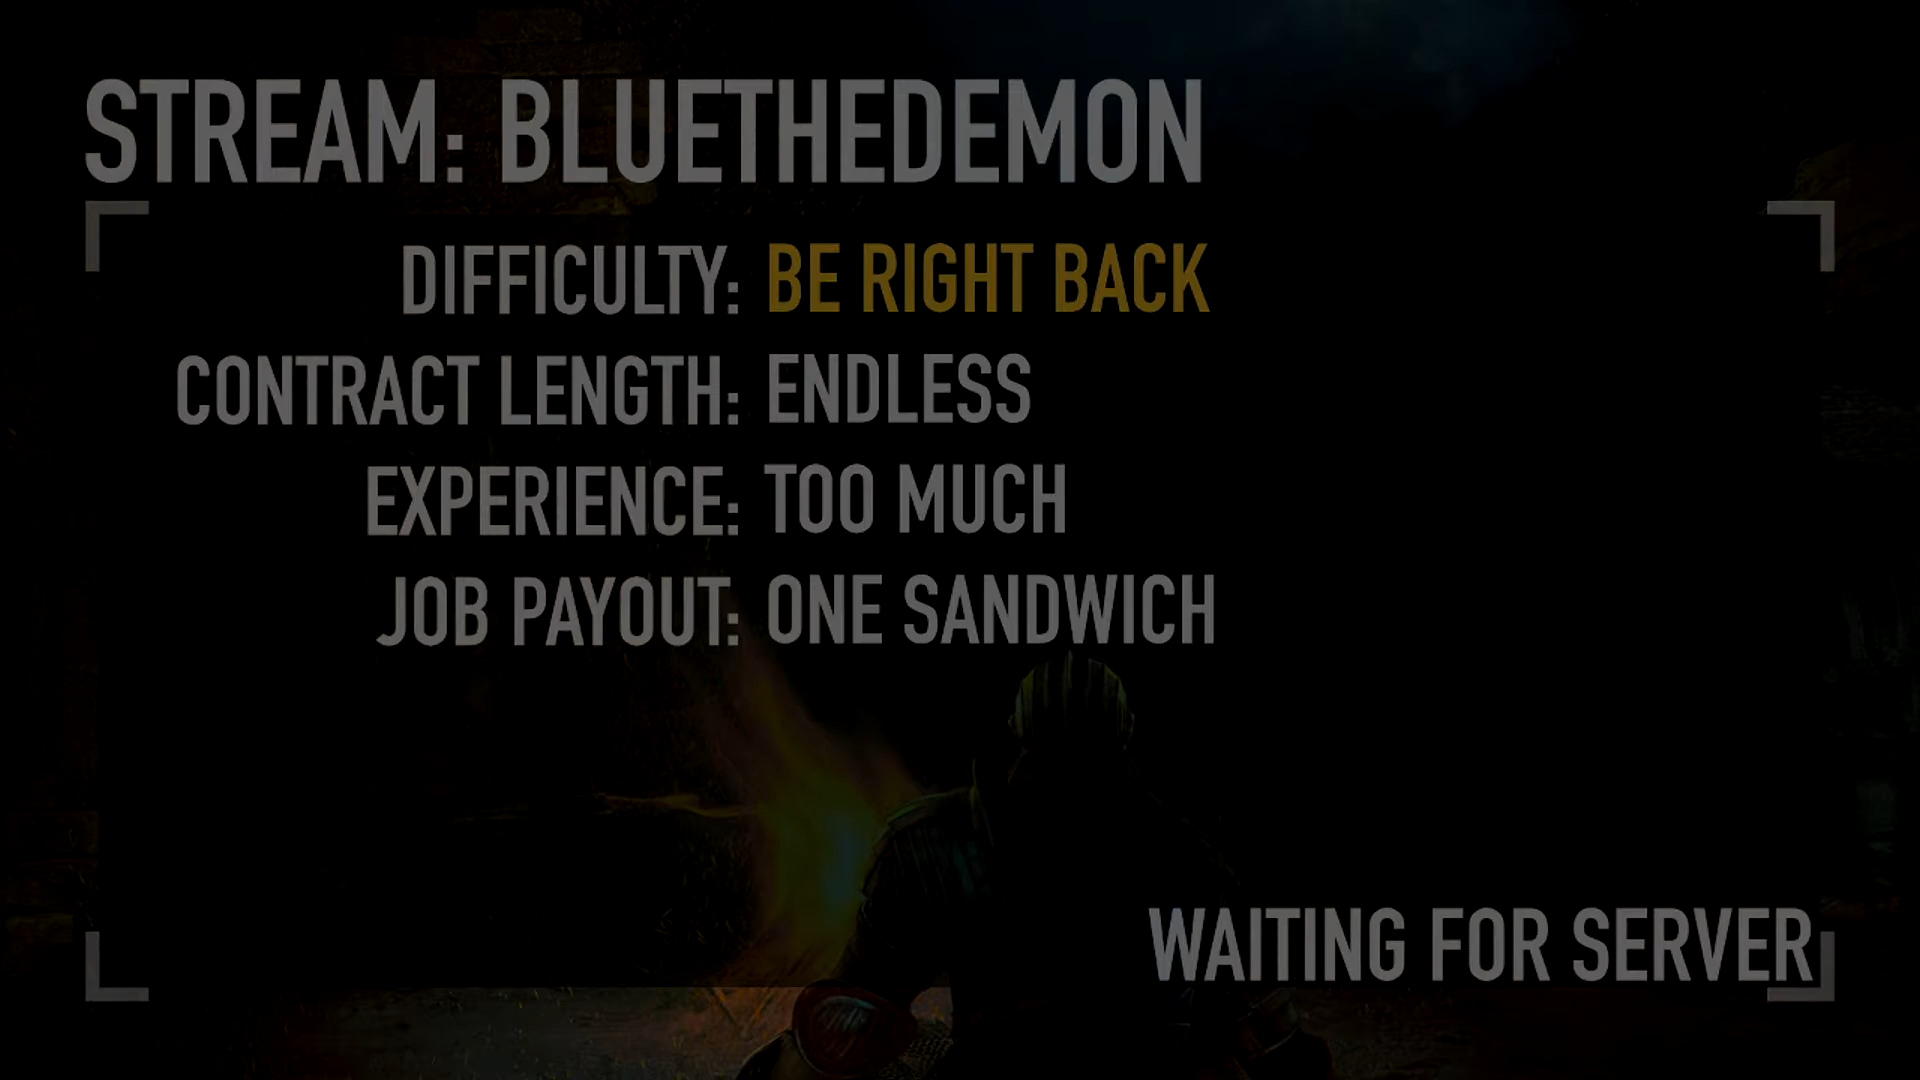 STREAM: BLUETHEDEMON
DIFFICULTY: BE RIGHT BACK
CONTRACT LENGTH: ENDLESS
EXPERIENCE: TOO MUCH
JOB PAYOUT: ONE SANDWICH
WAITING FOR SERVER